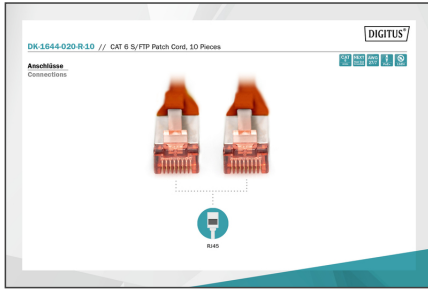 DIGITUS®
DK-1644-020-R-10 // CAT 6 S/FTP Patch Cord, 10 Pieces
Anschlüsse
Connections
RJ45